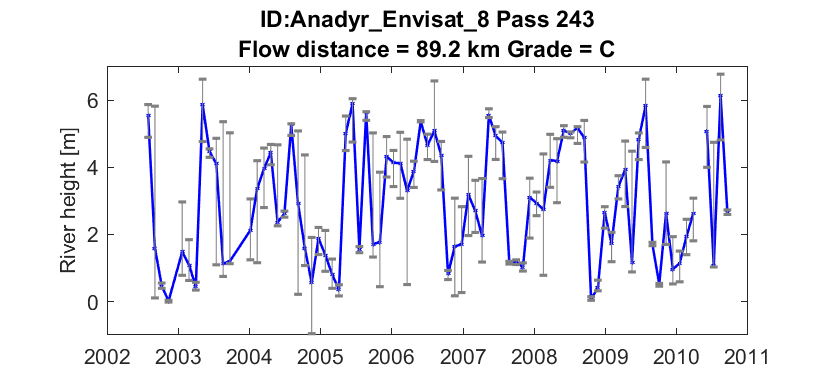 ID:Anadyr_Envisat_8 Pass 243
Flow distance = 89.2 km Grade = C
River height [m]
6
4
2
0
2002 2003 2004 2005 2006 2007 2008 2009 2010 2011